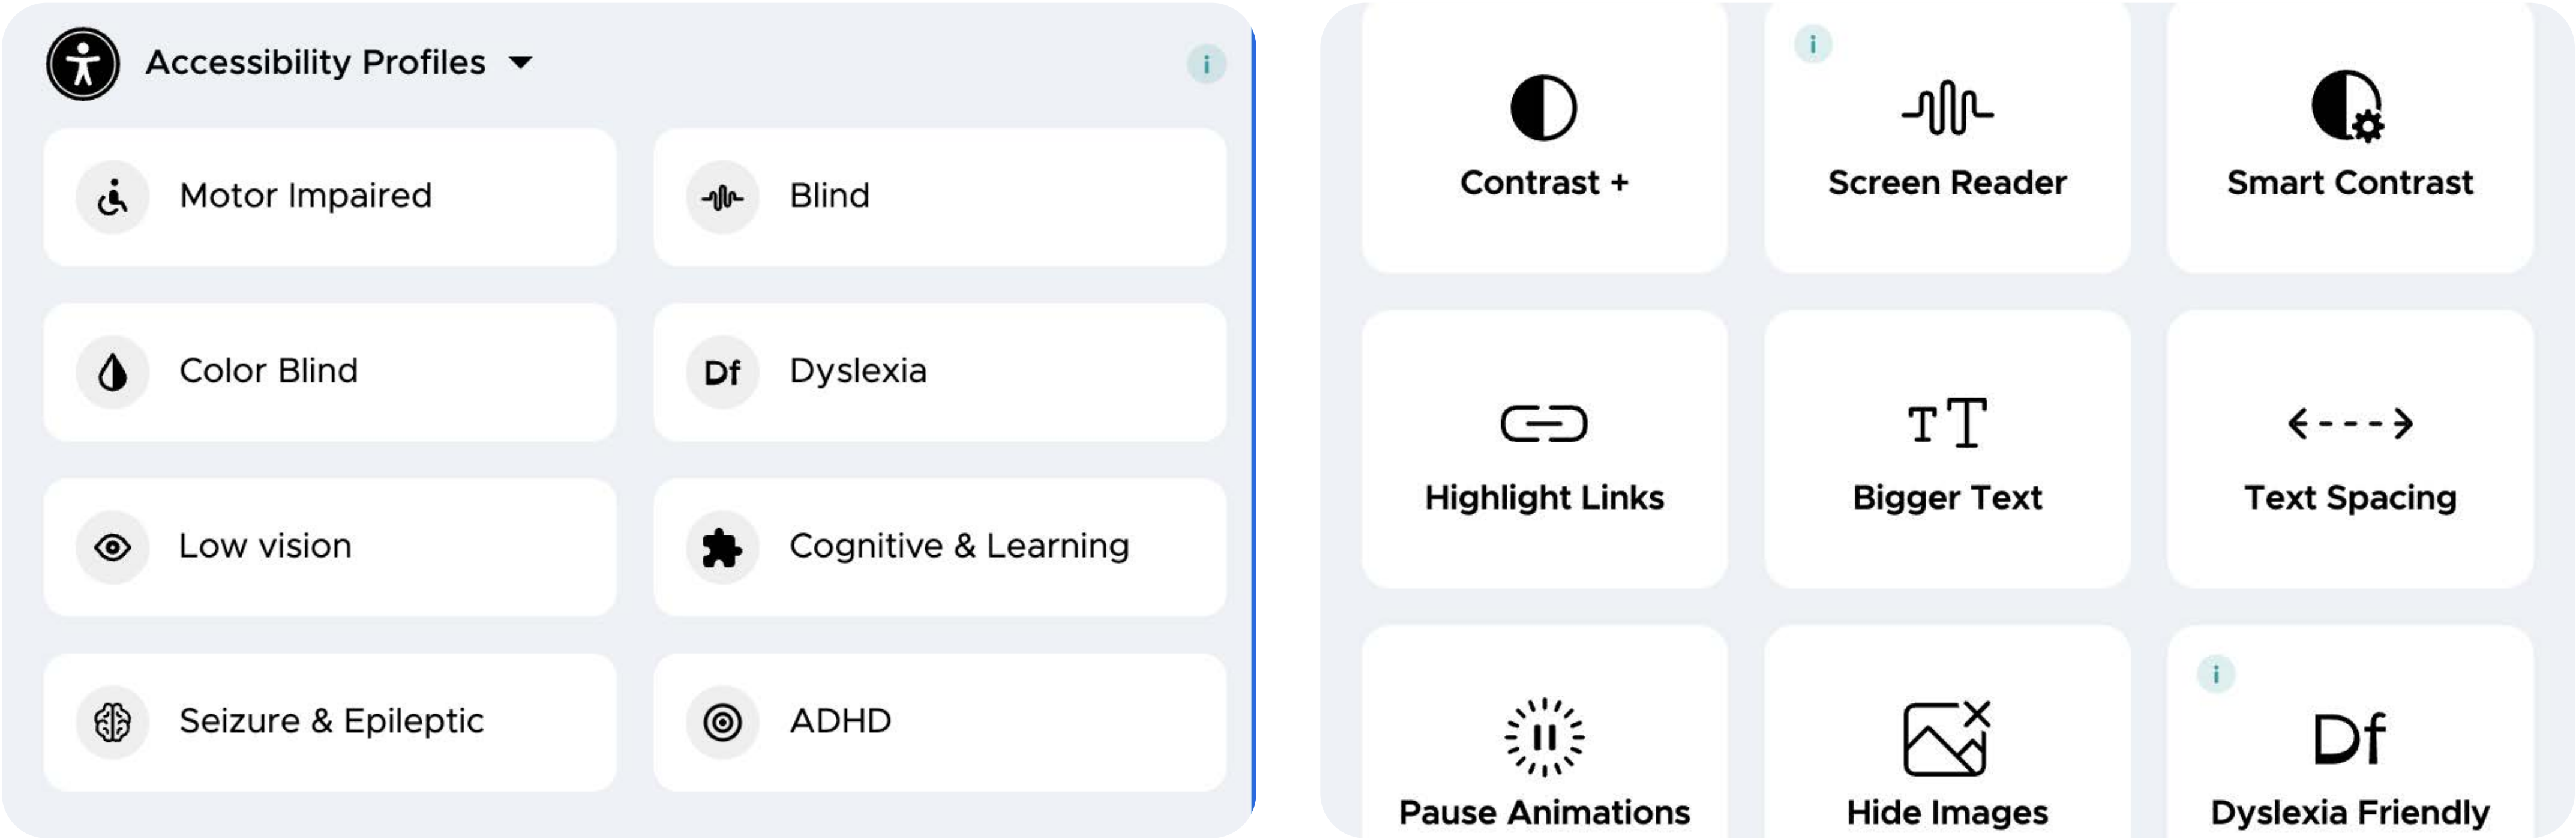 Accessibility Profiles
i
Motor Impaired
Blind
Color Blind
Df
Dyslexia
Low vision
Cognitive & Learning
Seizure & Epileptic
ADHD
Contrast +
i
Screen Reader
Smart Contrast
Highlight Links
TT
Bigger Text
Text Spacing
Pause Animations
Hide Images
i
Df
Dyslexia Friendly